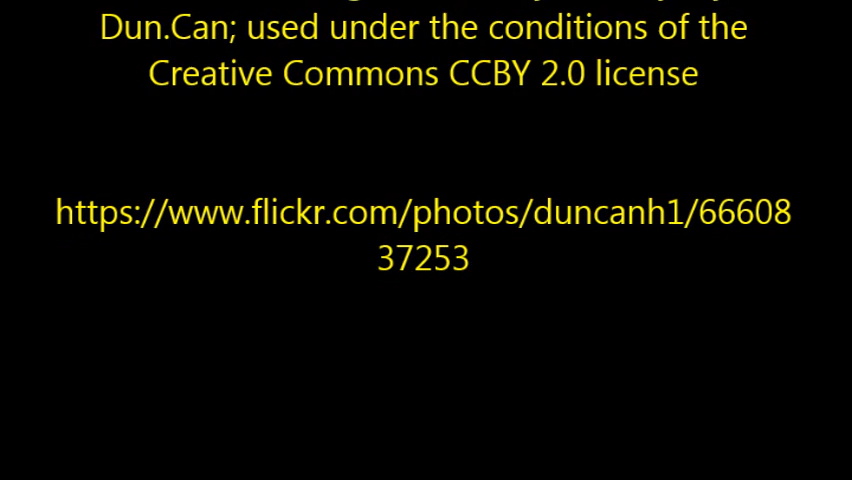 Dun.Can; used under the conditions of the
Creative Commons CCBY 2.0 license
https://www.flickr.com/photos/duncanh1/66608
37253